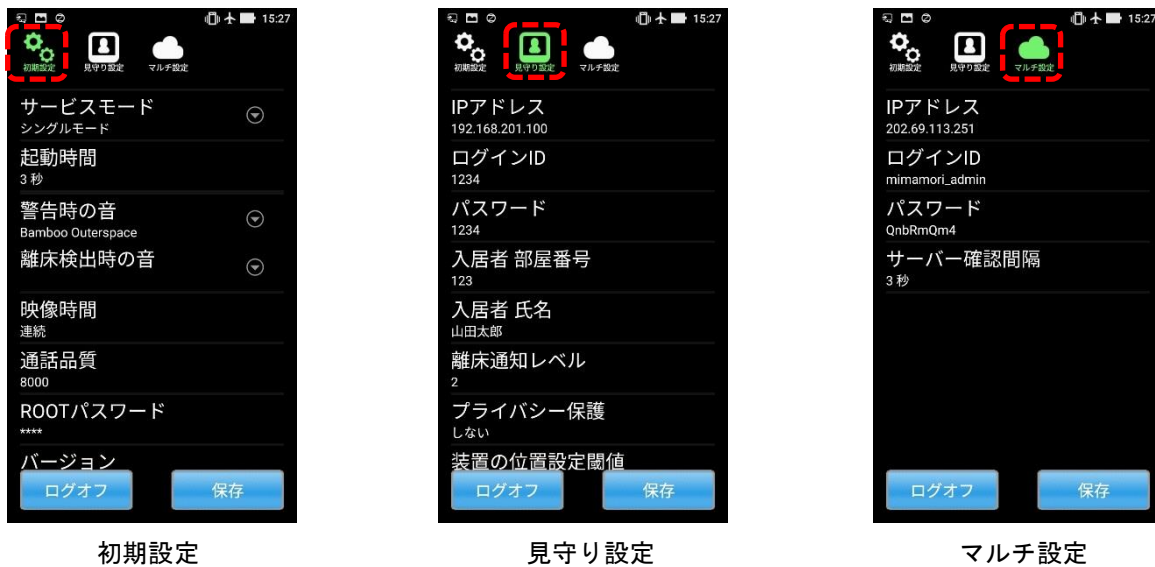 15:27
初期設定
見守り設定
マルチ設定
サービスモード
シングルモード
起動時間
3 秒
警告時の音
Bamboo Outerspace
離床検出時の音
映像時間
連続
通話品質
8000
ROOTパスワード
****
バージョン
ログオフ
保存
初期設定
15:27
初期設定
見守り設定
マルチ設定
IPアドレス
192.168.201.100
ログインID
1234
パスワード
1234
入居者 部屋番号
123
入居者 氏名
山田太郎
離床通知レベル
2
プライバシー保護
しない
装置の位置設定閾値
ログオフ
保存
見守り設定
15:27
初期設定
見守り設定
マルチ設定
IPアドレス
202.69.113.251
ログインID
mimamori_admin
パスワード
QnbRmQm4
サーバー確認間隔
3 秒
ログオフ
保存
マルチ設定